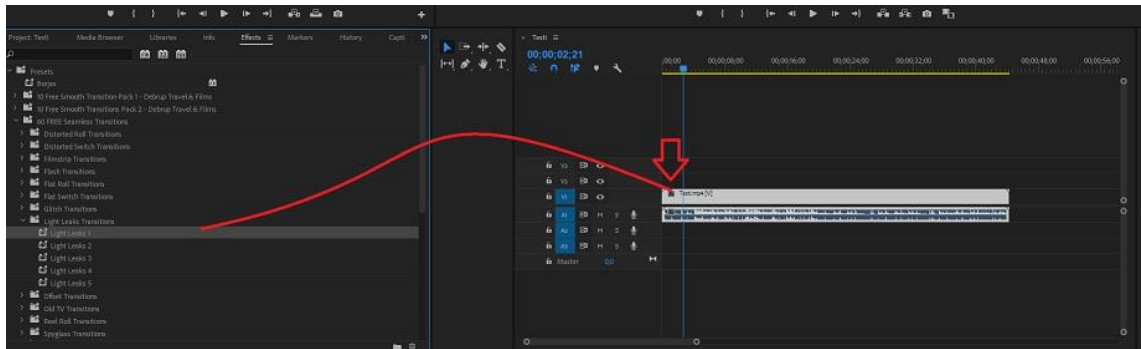 Project: Testi
Media Browser
Libraries
Info
Effects
Markers
History
Capti
Presets
Borjas
10 Free Smooth Transition Pack 1 - Debrup Travel & Films
10 Free Smooth Transitions Pack 2 - Debrup Travel & Films
60 FREE Seamless Transitions
Distorted Roll Transitions
Distorted Switch Transitions
Filmstrip Transitions
Flash Transitions
Flat Roll Transitions
Flat Switch Transitions
Glitch Transitions
Light Leaks Transitions
Light Leaks 1
Light Leaks 2
Light Leaks 3
Light Leaks 4
Light Leaks 5
Offset Transitions
Old TV Transitions
Reel Roll Transitions
Spyglass Transitions
T
Testi
00;00;02;21
;00;00
00;00;08;00
00;00;16;00
00;00;24;00
00;00;32;00
00;00;40;00
00;00;48;00
00;00;56;00
V3
V2
V1
Testi.mp4 [V]
A1 M S
A2 M S
A3 M S
Master 0,0